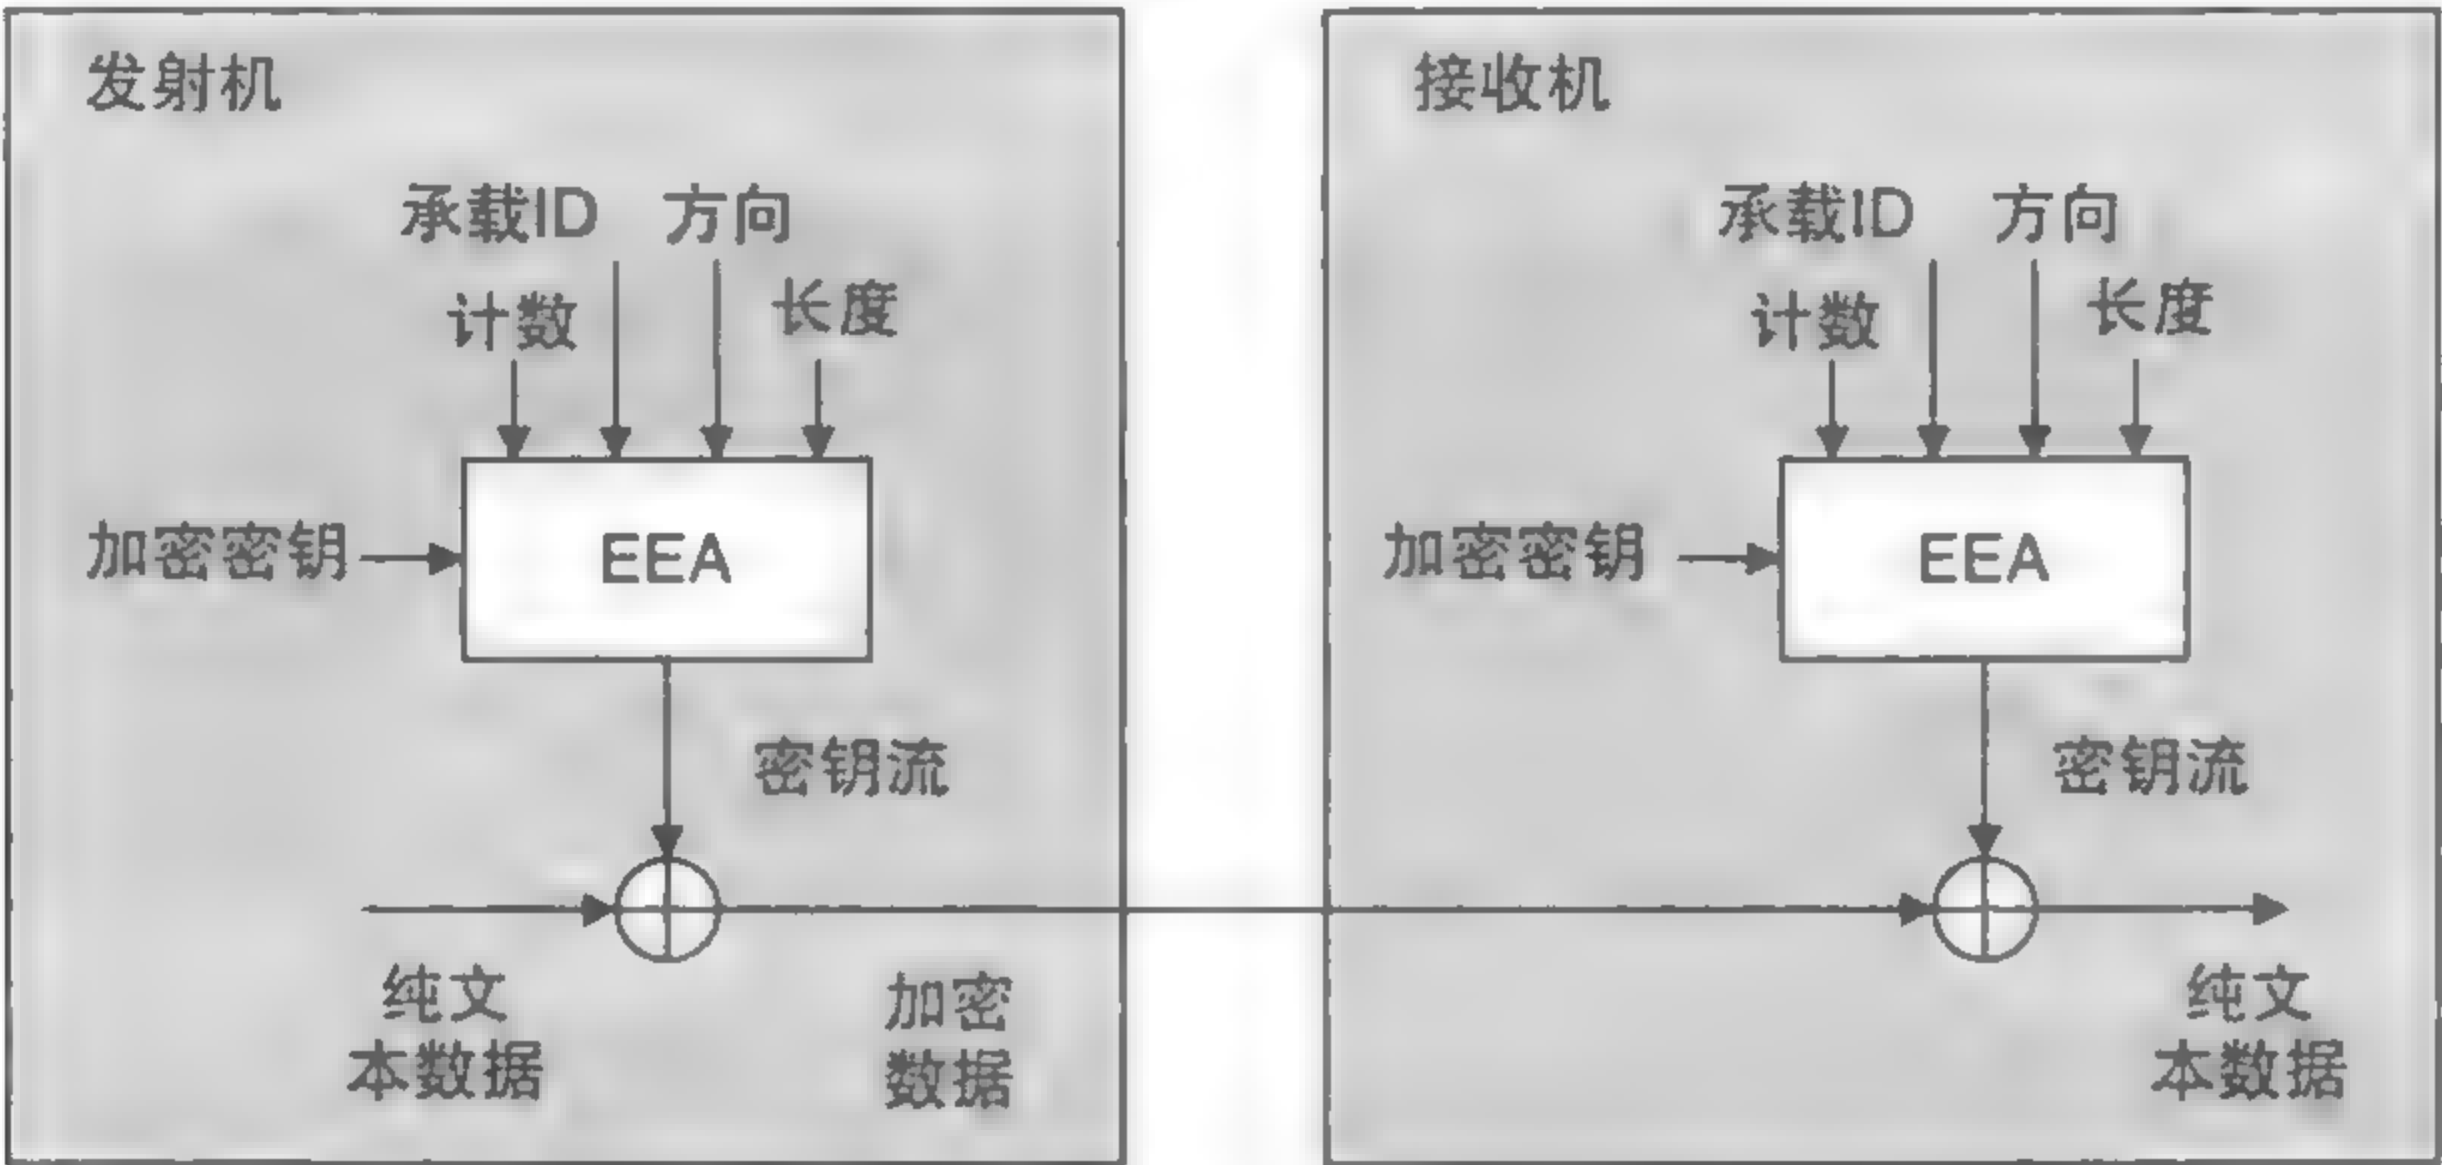 发射机
承载ID 方向
计数 长度
加密密钥 EEA
密钥流
纯文
本数据
加密
数据
接收机
承载ID 方向
计数 长度
加密密钥 EEA
密钥流
纯文
本数据